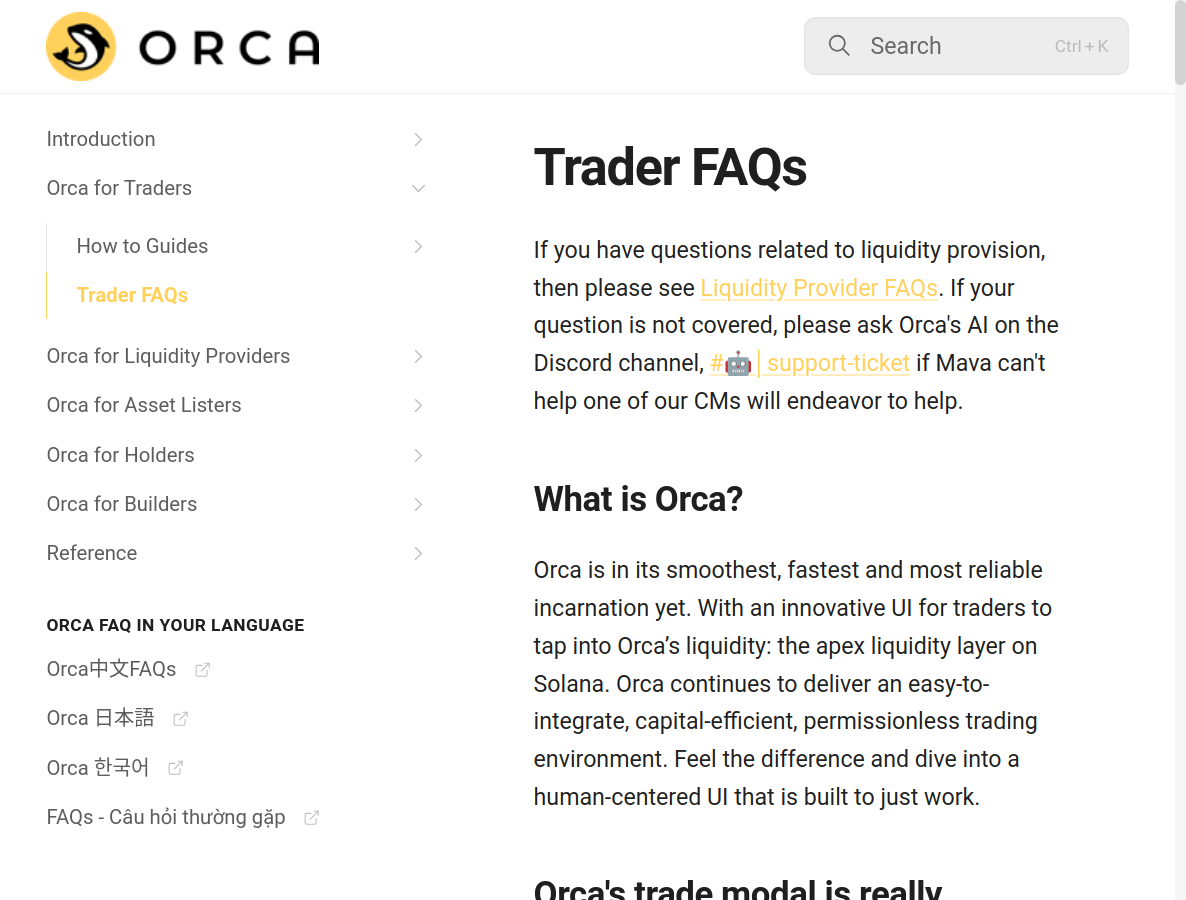 ORCA
Search
Ctrl + K
Introduction
Orca for Traders
How to Guides
Trader FAQs
Orca for Liquidity Providers
Orca for Asset Listers
Orca for Holders
Orca for Builders
Reference
ORCA FAQ IN YOUR LANGUAGE
Orca中文FAQs
Orca 日本語
Orca 한국어
FAQs - Câu hỏi thường gặp
Trader FAQs
If you have questions related to liquidity provision,
then please see Liquidity Provider FAQs. If your
question is not covered, please ask Orca's AI on the
Discord channel, #🤖│support-ticket if Mava can't
help one of our CMs will endeavor to help.
What is Orca?
Orca is in its smoothest, fastest and most reliable
incarnation yet. With an innovative UI for traders to
tap into Orca’s liquidity: the apex liquidity layer on
Solana. Orca continues to deliver an easy-to-
integrate, capital-efficient, permissionless trading
environment. Feel the difference and dive into a
human-centered UI that is built to just work.
Orca's trade modal is really